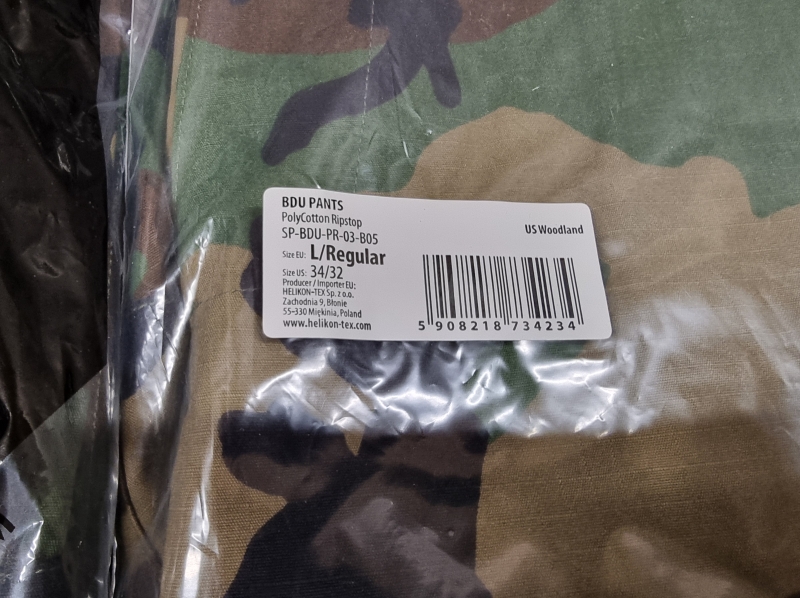 BDU PANTS
PolyCotton Ripstop
SP-BDU-PR-03-B05
US Woodland
Size EU: L/Regular
Size US: 34/32
Producer / Importer EU:
HELIKON-TEX Sp. z o.o.
Zachodnia 9, Błonie
55-330 Miękinia, Poland
www.helikon-tex.com
5 908218 734234